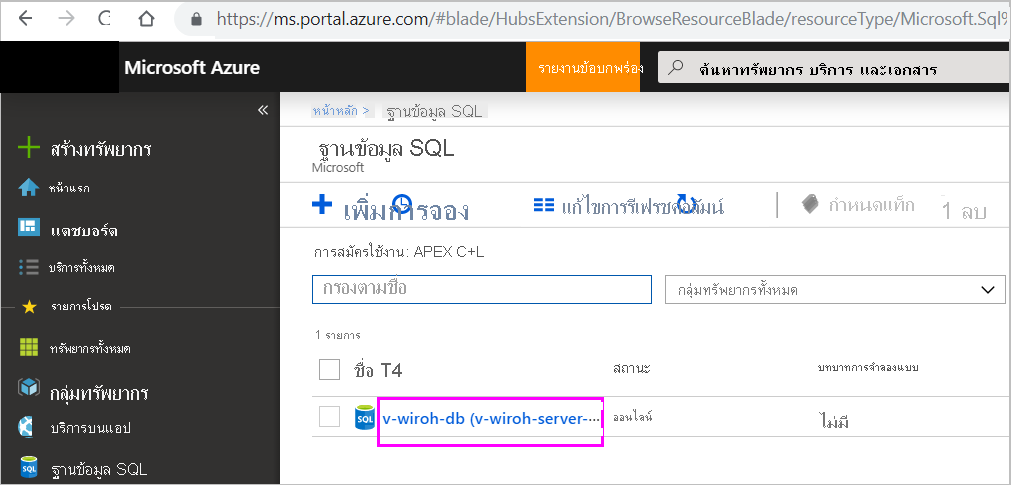 https://ms.portal.azure.com/#blade/HubsExtension/BrowseResourceBlade/resourceType/Microsoft.Sql%
Microsoft Azure
รายงานข้อบกพร่อง
ค้นหาทรัพยากร บริการ และเอกสาร
«
สร้างทรัพยากร
หน้าแรก
แดชบอร์ด
บริการทั้งหมด
รายการโปรด
ทรัพยากรทั้งหมด
กลุ่มทรัพยากร
บริการบนแอป
ฐานข้อมูล SQL
หน้าหลัก > ฐานข้อมูล SQL
ฐานข้อมูล SQL
Microsoft
เพิ่มการจอง แก้ไขการรีเฟรชคอลัมน์ กำหนดแท็ก 1 ลบ
การสมัครใช้งาน: APEX C+L
กรองตามชื่อ กลุ่มทรัพยากรทั้งหมด
1 รายการ
ชื่อ T4 สถานะ บทบาทการจำลองแบบ
SQL v-wiroh-db (v-wiroh-server-... ออนไลน์ ไม่มี